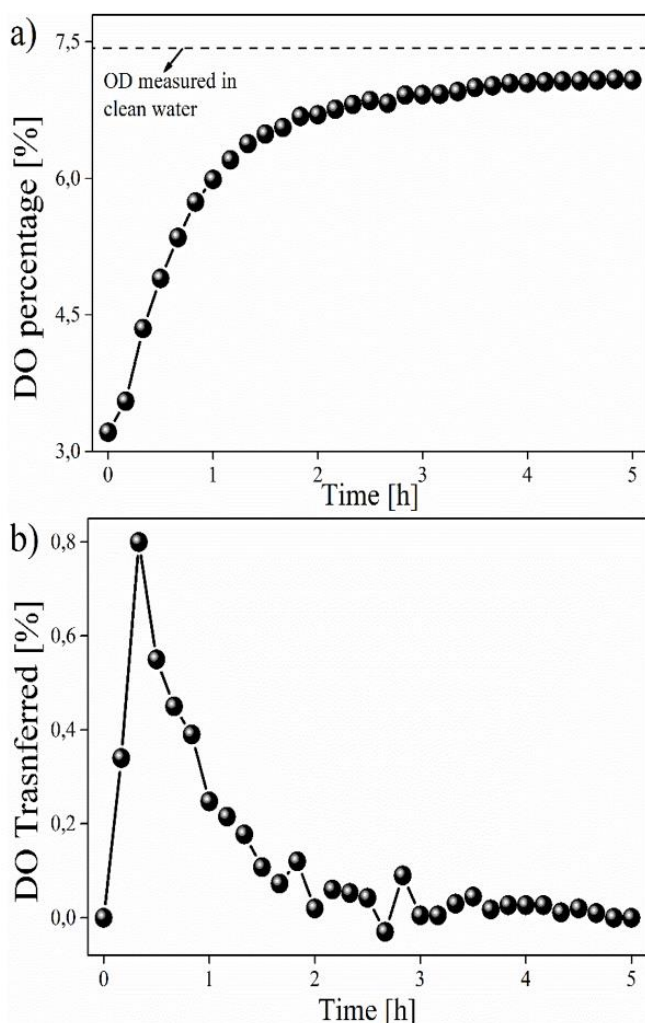 a)
7,5
OD measured in
clean water
6,0
4,5
3,0
DO percentage [%]
0 1 2 3 4 5
Time [h]
b)
0,8
0,6
0,4
0,2
0,0
DO Trasnferred [%]
0 1 2 3 4 5
Time [h]